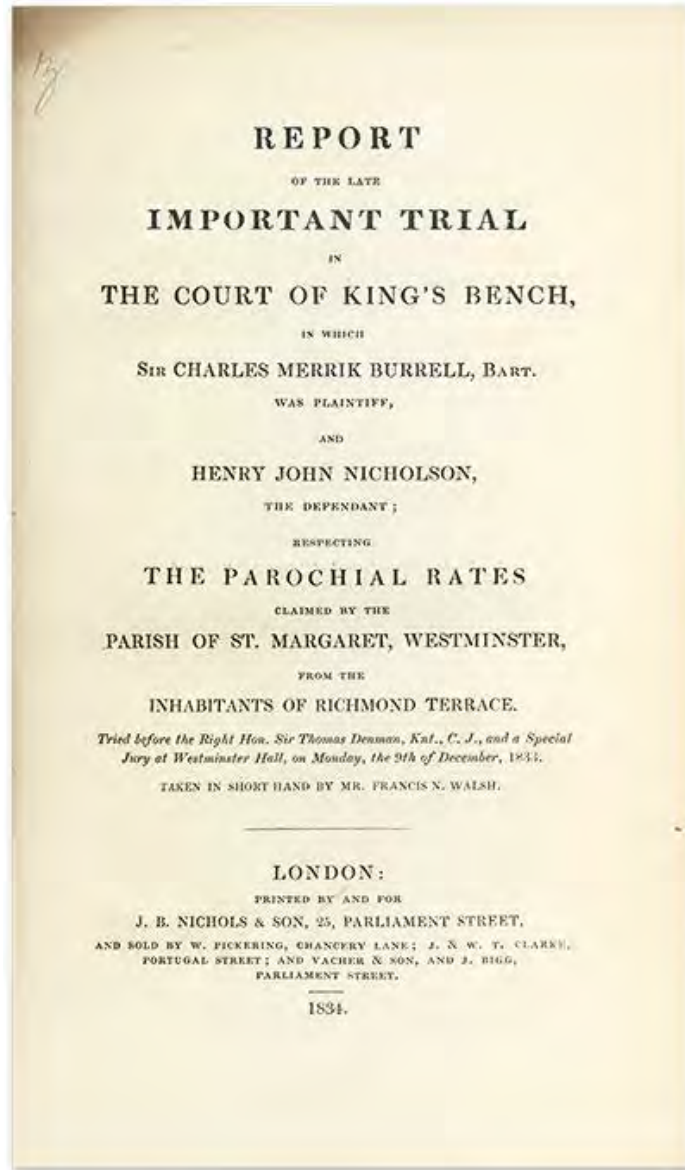 REPORT
OF THE LATE
IMPORTANT TRIAL
IN
THE COURT OF KING'S BENCH,
IN WHICH
SIR CHARLES MERRIK BURRELL, BART.
WAS PLAINTIFF,
AND
HENRY JOHN NICHOLSON,
THE DEFENDANT;
RESPECTING
THE PAROCHIAL RATES
CLAIMED BY THE
PARISH OF ST. MARGARET, WESTMINSTER,
FROM THE
INHABITANTS OF RICHMOND TERRACE.
Tried before the Right Hon. Sir Thomas Denman, Knt., C. J., and a Special
Jury at Westminster Hall, on Monday, the 9th of December,
TAKEN IN SHORT HAND BY MR. FRANCIS N. WALSH.
LONDON:
PRINTED BY AND FOR
J. B. NICHOLS & SON, 25, PARLIAMENT STREET,
AND SOLD BY W. PICKERING, CHANCERY LANE; J. & W. T. CLARKE,
PORTUGAL STREET; AND VACHER & SON, AND J. BIGG,
PARLIAMENT STREET.
1834.